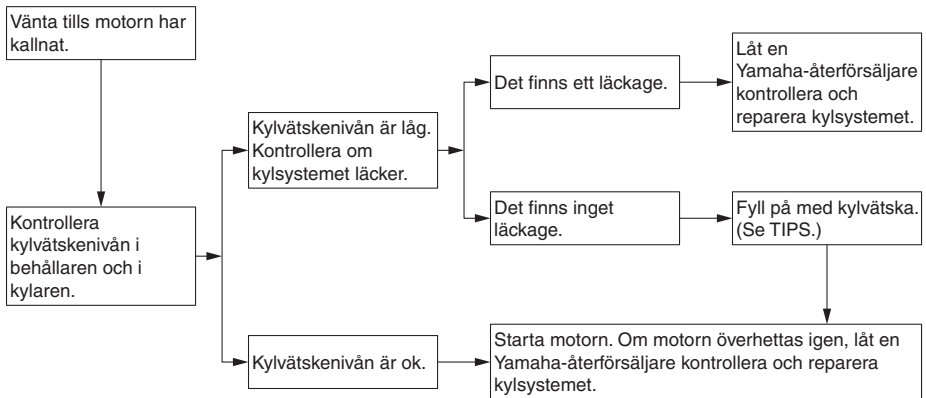 Vänta tills motorn har
kallnat.
Kontrollera
kylvätskenivån i
behållaren och i
kylaren.
Kylvätskenivån är låg.
Kontrollera om
kylsystemet läcker.
Det finns ett läckage.
Låt en
Yamaha-återförsäljare
kontrollera och
reparera kylsystemet.
Det finns inget
läckage.
Fyll på med kylvätska.
(Se TIPS.)
Kylvätskenivån är ok.
Starta motorn. Om motorn överhettas igen, låt en
Yamaha-återförsäljare kontrollera och reparera
kylsystemet.